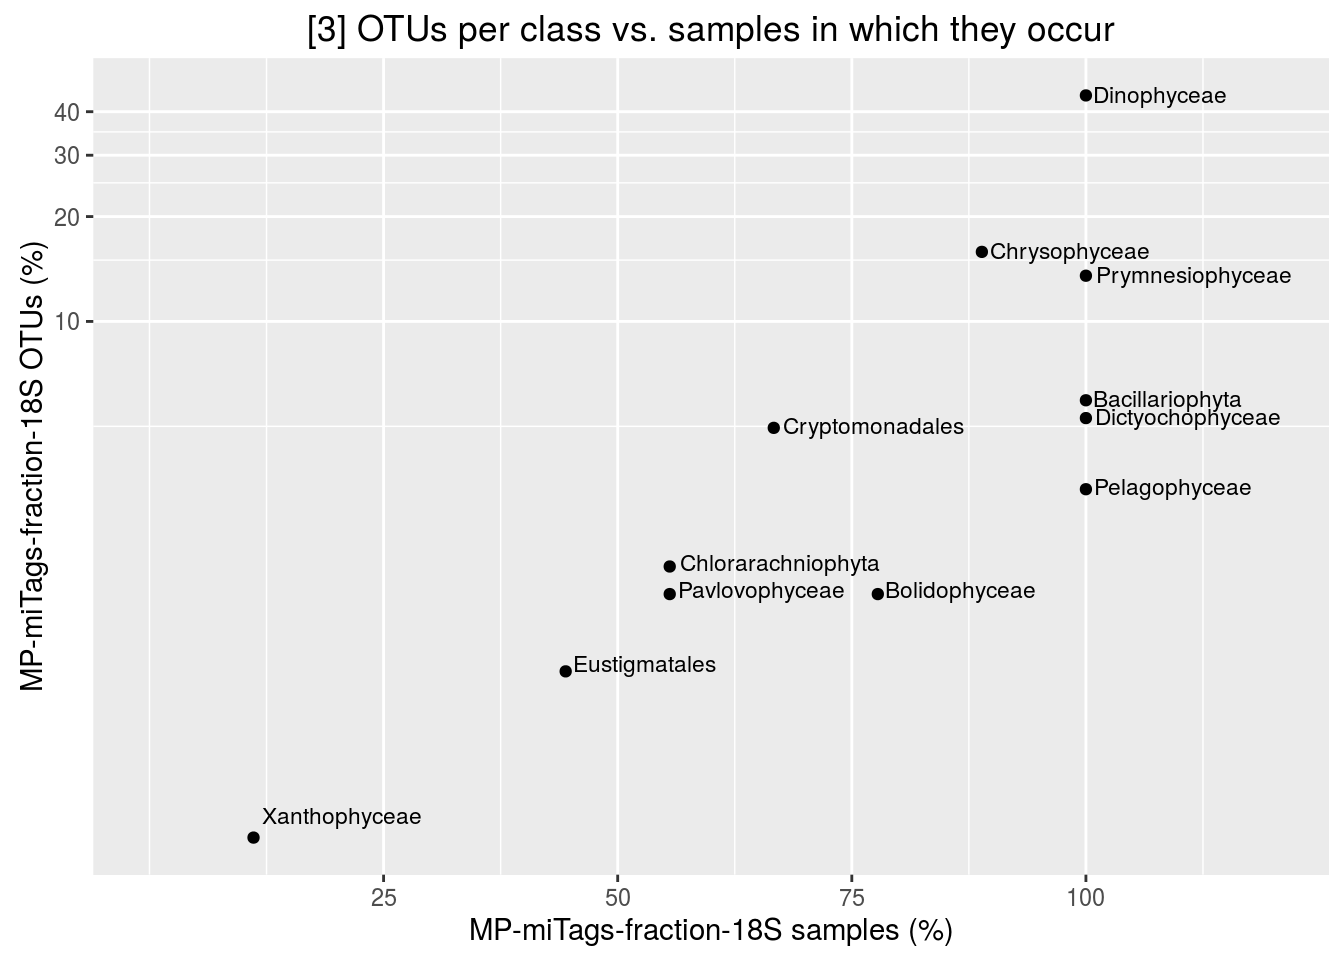 [3] OTUs per class vs. samples in which they occur
MP-miTags-fraction-18S OTUs (%)
40
30
20
10
Dinophyceae
Chrysophyceae
Prymnesiophyceae
Bacillariophyta
Dictyochophyceae
Cryptomonadales
Pelagophyceae
Chlorarachniophyta
Pavlovophyceae
Bolidophyceae
Eustigmatales
Xanthophyceae
25 50 75 100
MP-miTags-fraction-18S samples (%)